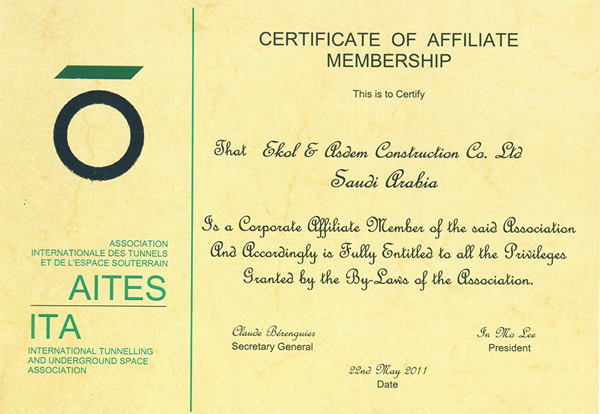 CERTIFICATE OF AFFILIATE
MEMBERSHIP
This is to Certify
That Ekol & Asdem Construction Co. Ltd
Saudi Arabia
Is a Corporate Affiliate Member of the said Association
And Accordingly is Fully Entitled to all the Privileges
Granted by the By-Laws of the Association.
Claude Bérenguier
Secretary General
In Mo Lee
President
22nd May 2011
Date
ASSOCIATION
INTERNATIONALE DES TUNNELS
ET DE L'ESPACE SOUTERRAIN
AITES
ITA
INTERNATIONAL TUNNELLING
AND UNDERGROUND SPACE
ASSOCIATION